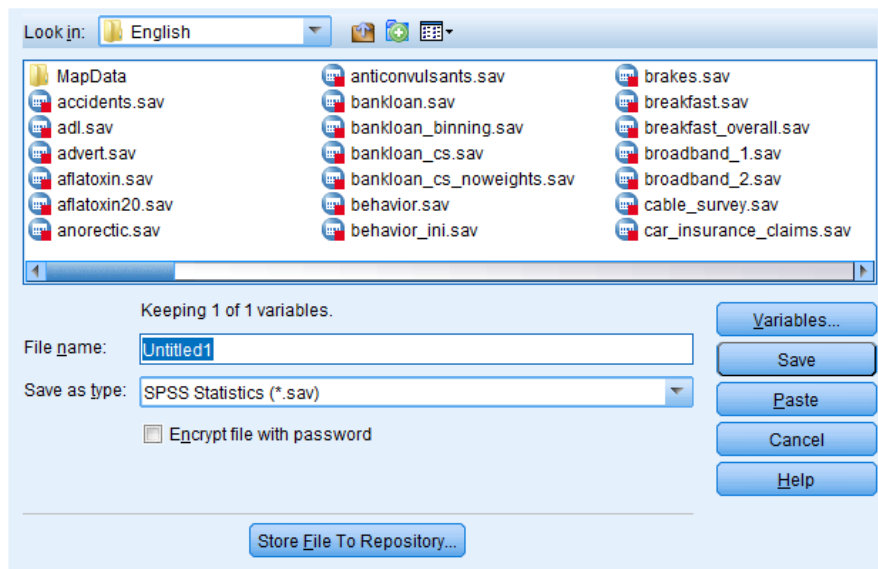 Look in: English
MapData anticonvulsants.sav brakes.sav
accidents.sav bankloan.sav breakfast.sav
adl.sav bankloan_binning.sav breakfast_overall.sav
advert.sav bankloan_cs.sav broadband_1.sav
aflatoxin.sav bankloan_cs_noweights.sav broadband_2.sav
aflatoxin20.sav behavior.sav cable_survey.sav
anorectic.sav behavior_ini.sav car_insurance_claims.sav
Keeping 1 of 1 variables.
Variables...
File name: Untitled1
Save
Save as type: SPSS Statistics (*.sav)
Paste
Encrypt file with password
Cancel
Help
Store File To Repository...